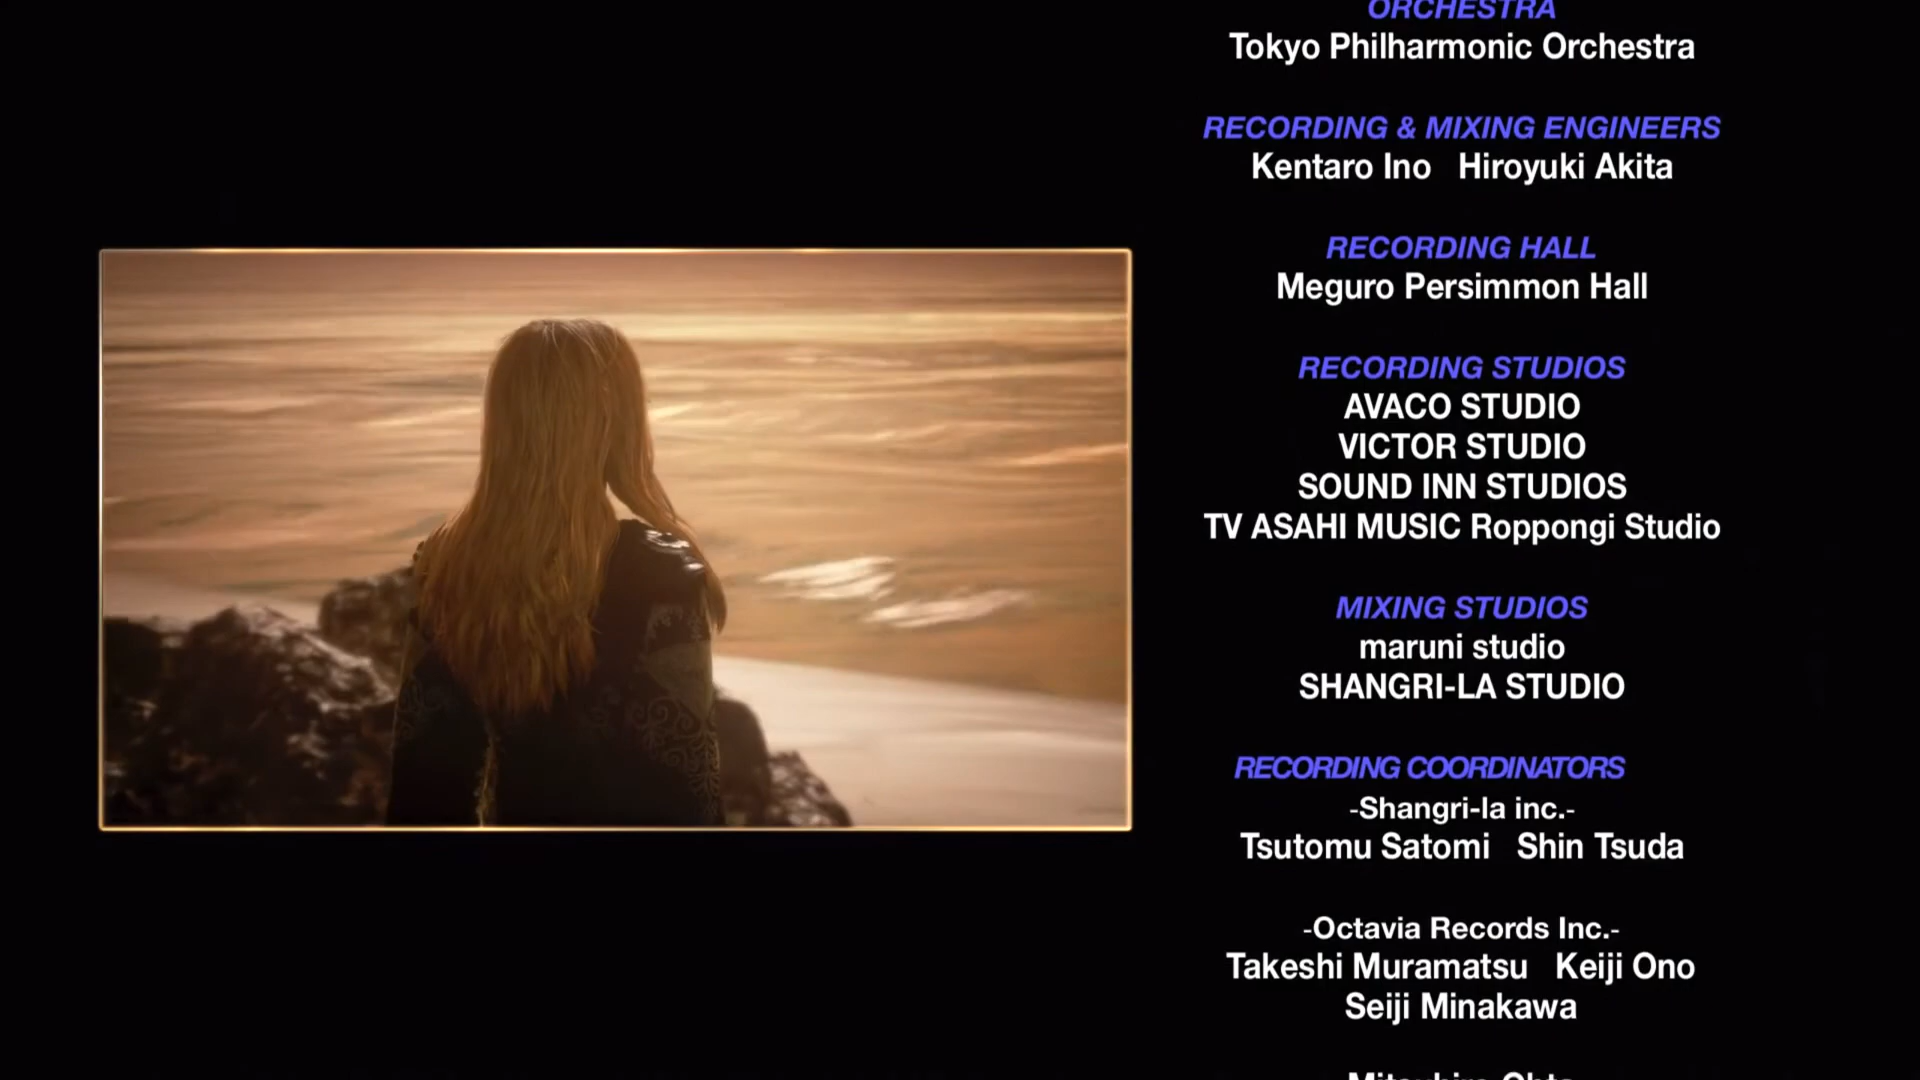 ORCHESTRA
Tokyo Philharmonic Orchestra
RECORDING & MIXING ENGINEERS
Kentaro Ino   Hiroyuki Akita
RECORDING HALL
Meguro Persimmon Hall
RECORDING STUDIOS
AVACO STUDIO
VICTOR STUDIO
SOUND INN STUDIOS
TV ASAHI MUSIC Roppongi Studio
MIXING STUDIOS
maruni studio
SHANGRI-LA STUDIO
RECORDING COORDINATORS
-Shangri-la inc.-
Tsutomu Satomi   Shin Tsuda
-Octavia Records Inc.-
Takeshi Muramatsu   Keiji Ono
Seiji Minakawa